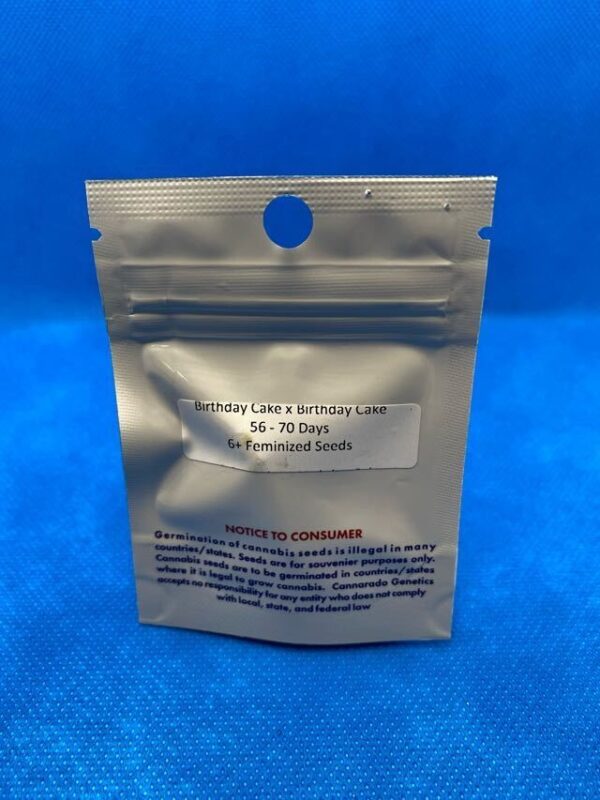 Birthday Cake x Birthday Cake
56 - 70 Days
6+ Feminized Seeds
NOTICE TO CONSUMER
Germination of cannabis seeds is illegal in many
countries/states. Seeds are for souvenier purposes only.
Cannabis seeds are to be germinated in countries/states
where it is legal to grow cannabis. Cannarado Genetics
accepts no responsibility for any entity who does not comply
with local, state, and federal law